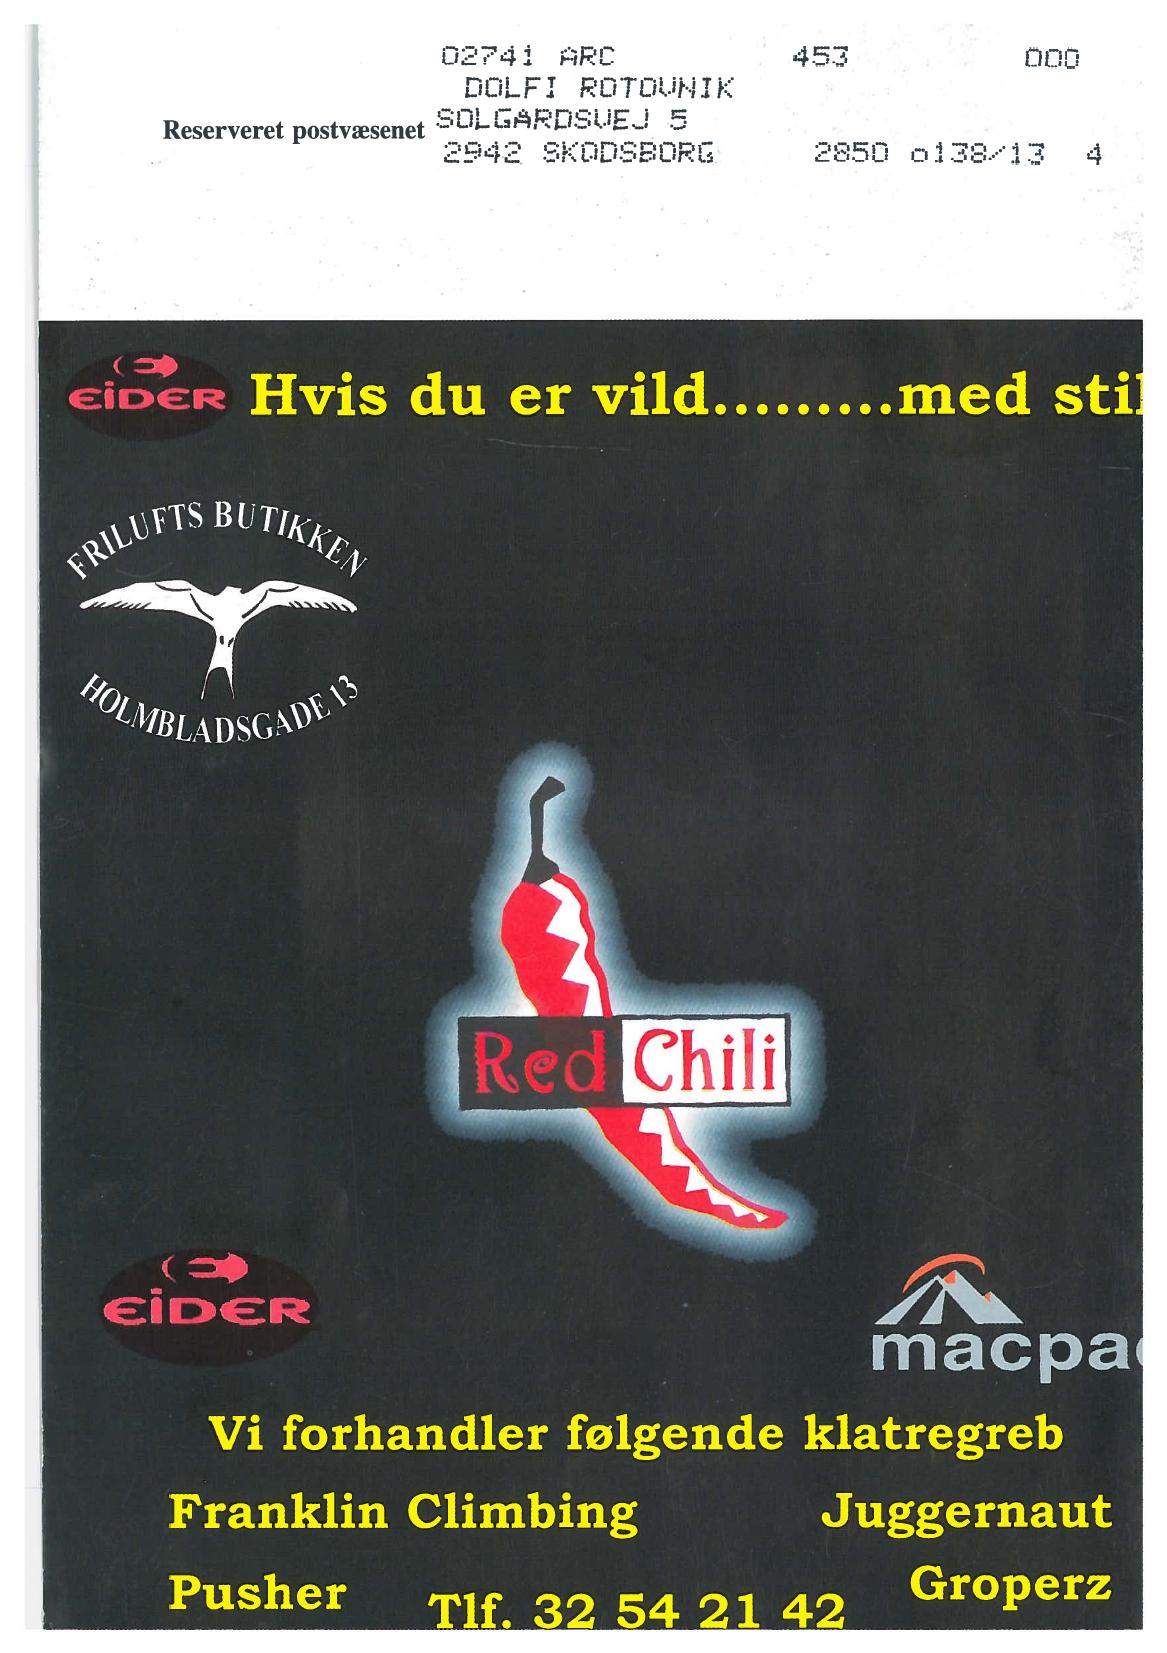 02741 ARC 453 000
DOLFI ROTOVNIK
Reserveret postvæsenet SOLGARDSVEJ 5
2942 SKODSBORG 2850 o138/13 4
EiDER Hvis du er vild.........med stil
FRILUFTS BUTIKKEN
HOLMBLADSGADE 13
Red Chili
EiDER
macpac
Vi forhandler følgende klatregreb
Franklin Climbing Juggernaut
Pusher Groperz
Tlf. 32 54 21 42